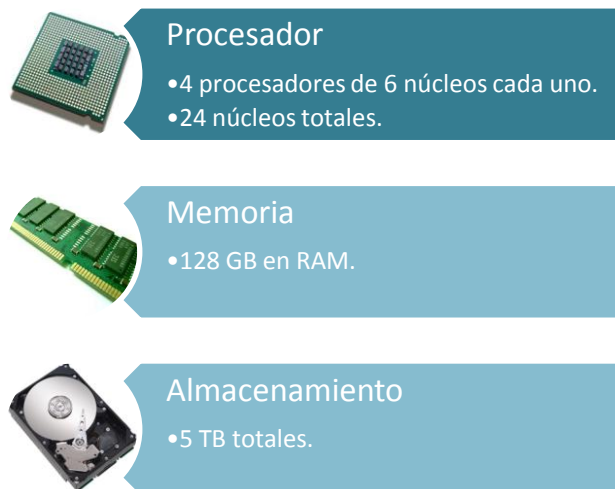 Procesador
•4 procesadores de 6 núcleos cada uno.
•24 núcleos totales.
Memoria
•128 GB en RAM.
Almacenamiento
•5 TB totales.